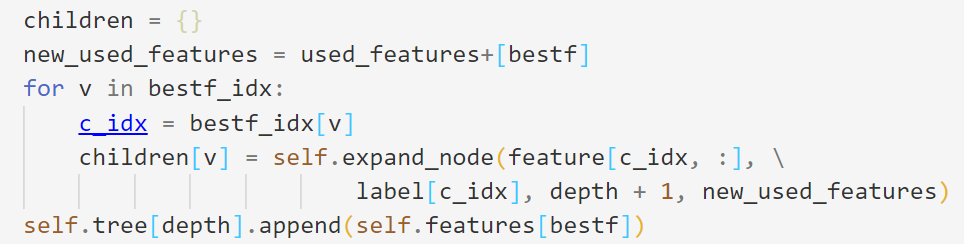 children = {}
new_used_features = used_features+[bestf]
for v in bestf_idx:
    c_idx = bestf_idx[v]
    children[v] = self.expand_node(feature[c_idx, :], \
                        label[c_idx], depth + 1, new_used_features)
self.tree[depth].append(self.features[bestf])